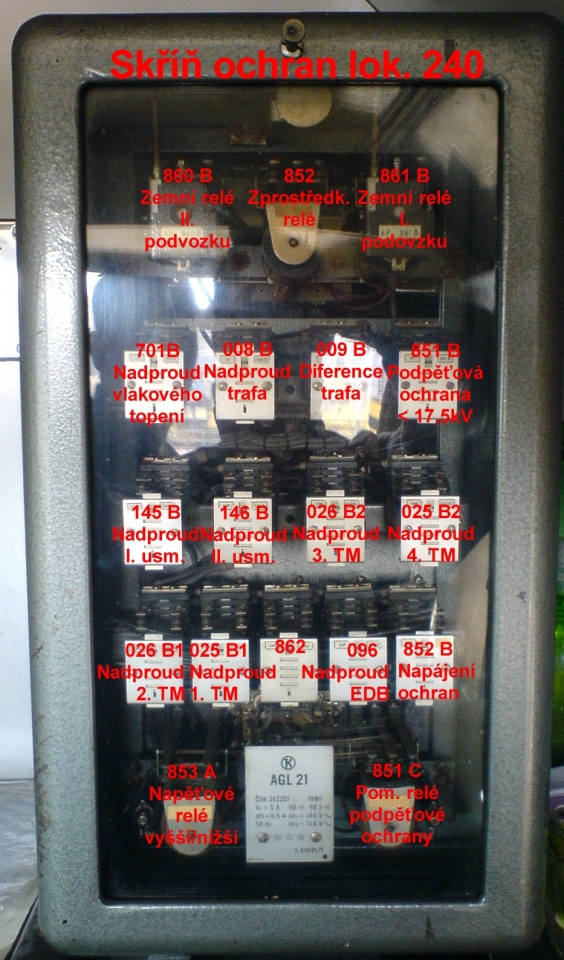 Skříň ochran lok. 240
860 B
Zemní relé
II.
podvozku
852
Zprostředk.
relé
861 B
Zemní relé
I.
podovzku
701B
Nadproud
vlakového
topení
008 B
Nadproud
trafa
009 B
Diference
trafa
851 B
Podpěťová
ochrana
< 17,5kV
145 B
Nadproud
I. usm.
146 B
Nadproud
II. usm.
026 B2
Nadproud
3. TM
025 B2
Nadproud
4. TM
026 B1
Nadproud
2. TM
025 B1
Nadproud
1. TM
862
096
Nadproud
EDB
852 B
Napájení
ochran
853 A
Napěťové
relé
vyšší/nižší
K
AGL 21
ČSN 362251 1966
851 C
Pom. relé
podpěťové
ochrany